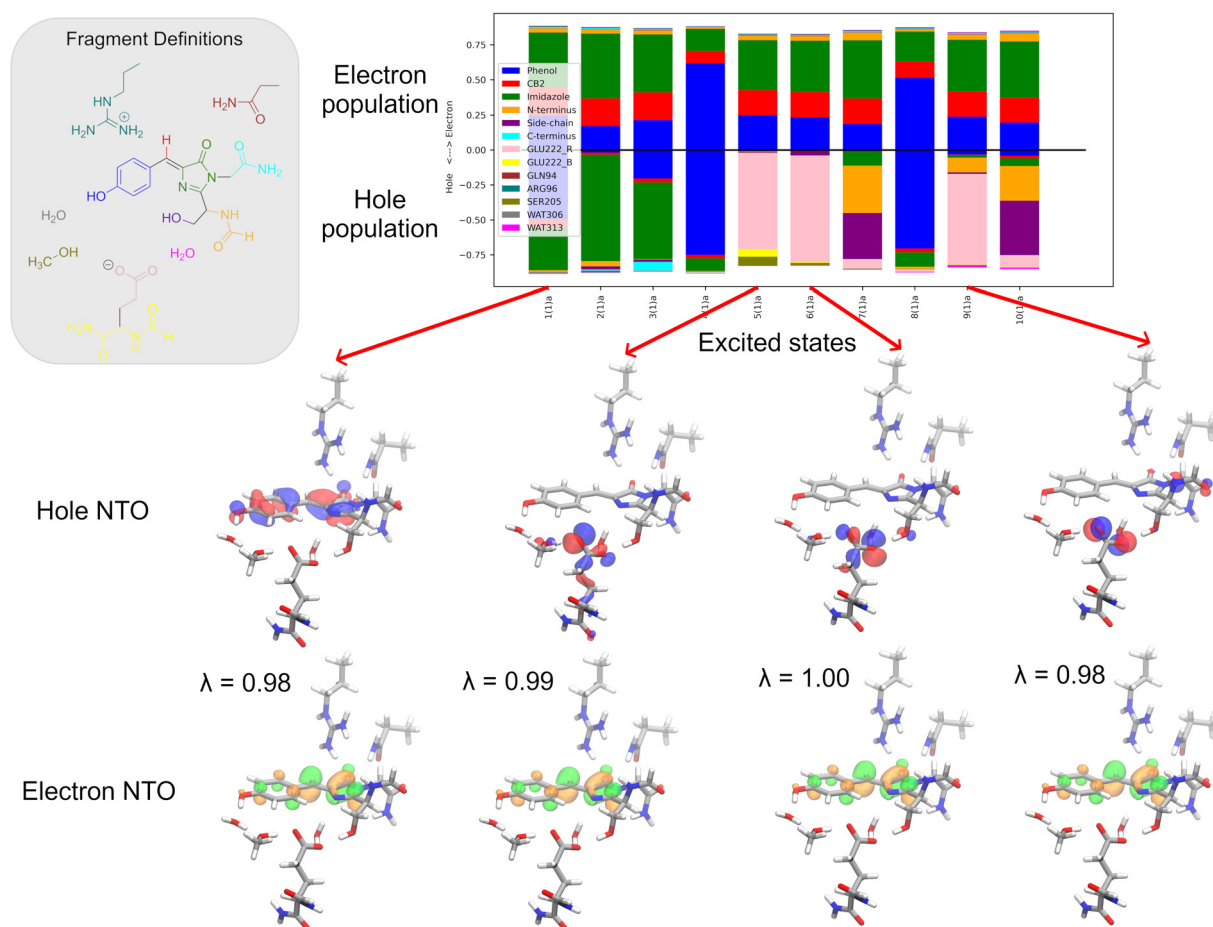 Fragment Definitions
HN
H₂N
NH₂
+
H₂N
O
H
O
N
N
O
NH₂
HO
HO
NH
O
H
H₂O
H₃C
OH
H₂O
⊖
O
O
H₂N
O
N
H
O
H
Electron
population
Hole
population
Hole <---> Electron
0.75
0.50
0.25
0.00
−0.25
−0.50
−0.75
Phenol
CB2
Imidazole
N-terminus
Side-chain
C-terminus
GLU222_R
GLU222_B
GLN94
ARG96
SER205
WAT306
WAT313
1(1)a
2(1)a
3(1)a
4(1)a
5(1)a
6(1)a
7(1)a
8(1)a
9(1)a
10(1)a
Excited states
Hole NTO
λ = 0.98
λ = 0.99
λ = 1.00
λ = 0.98
Electron NTO